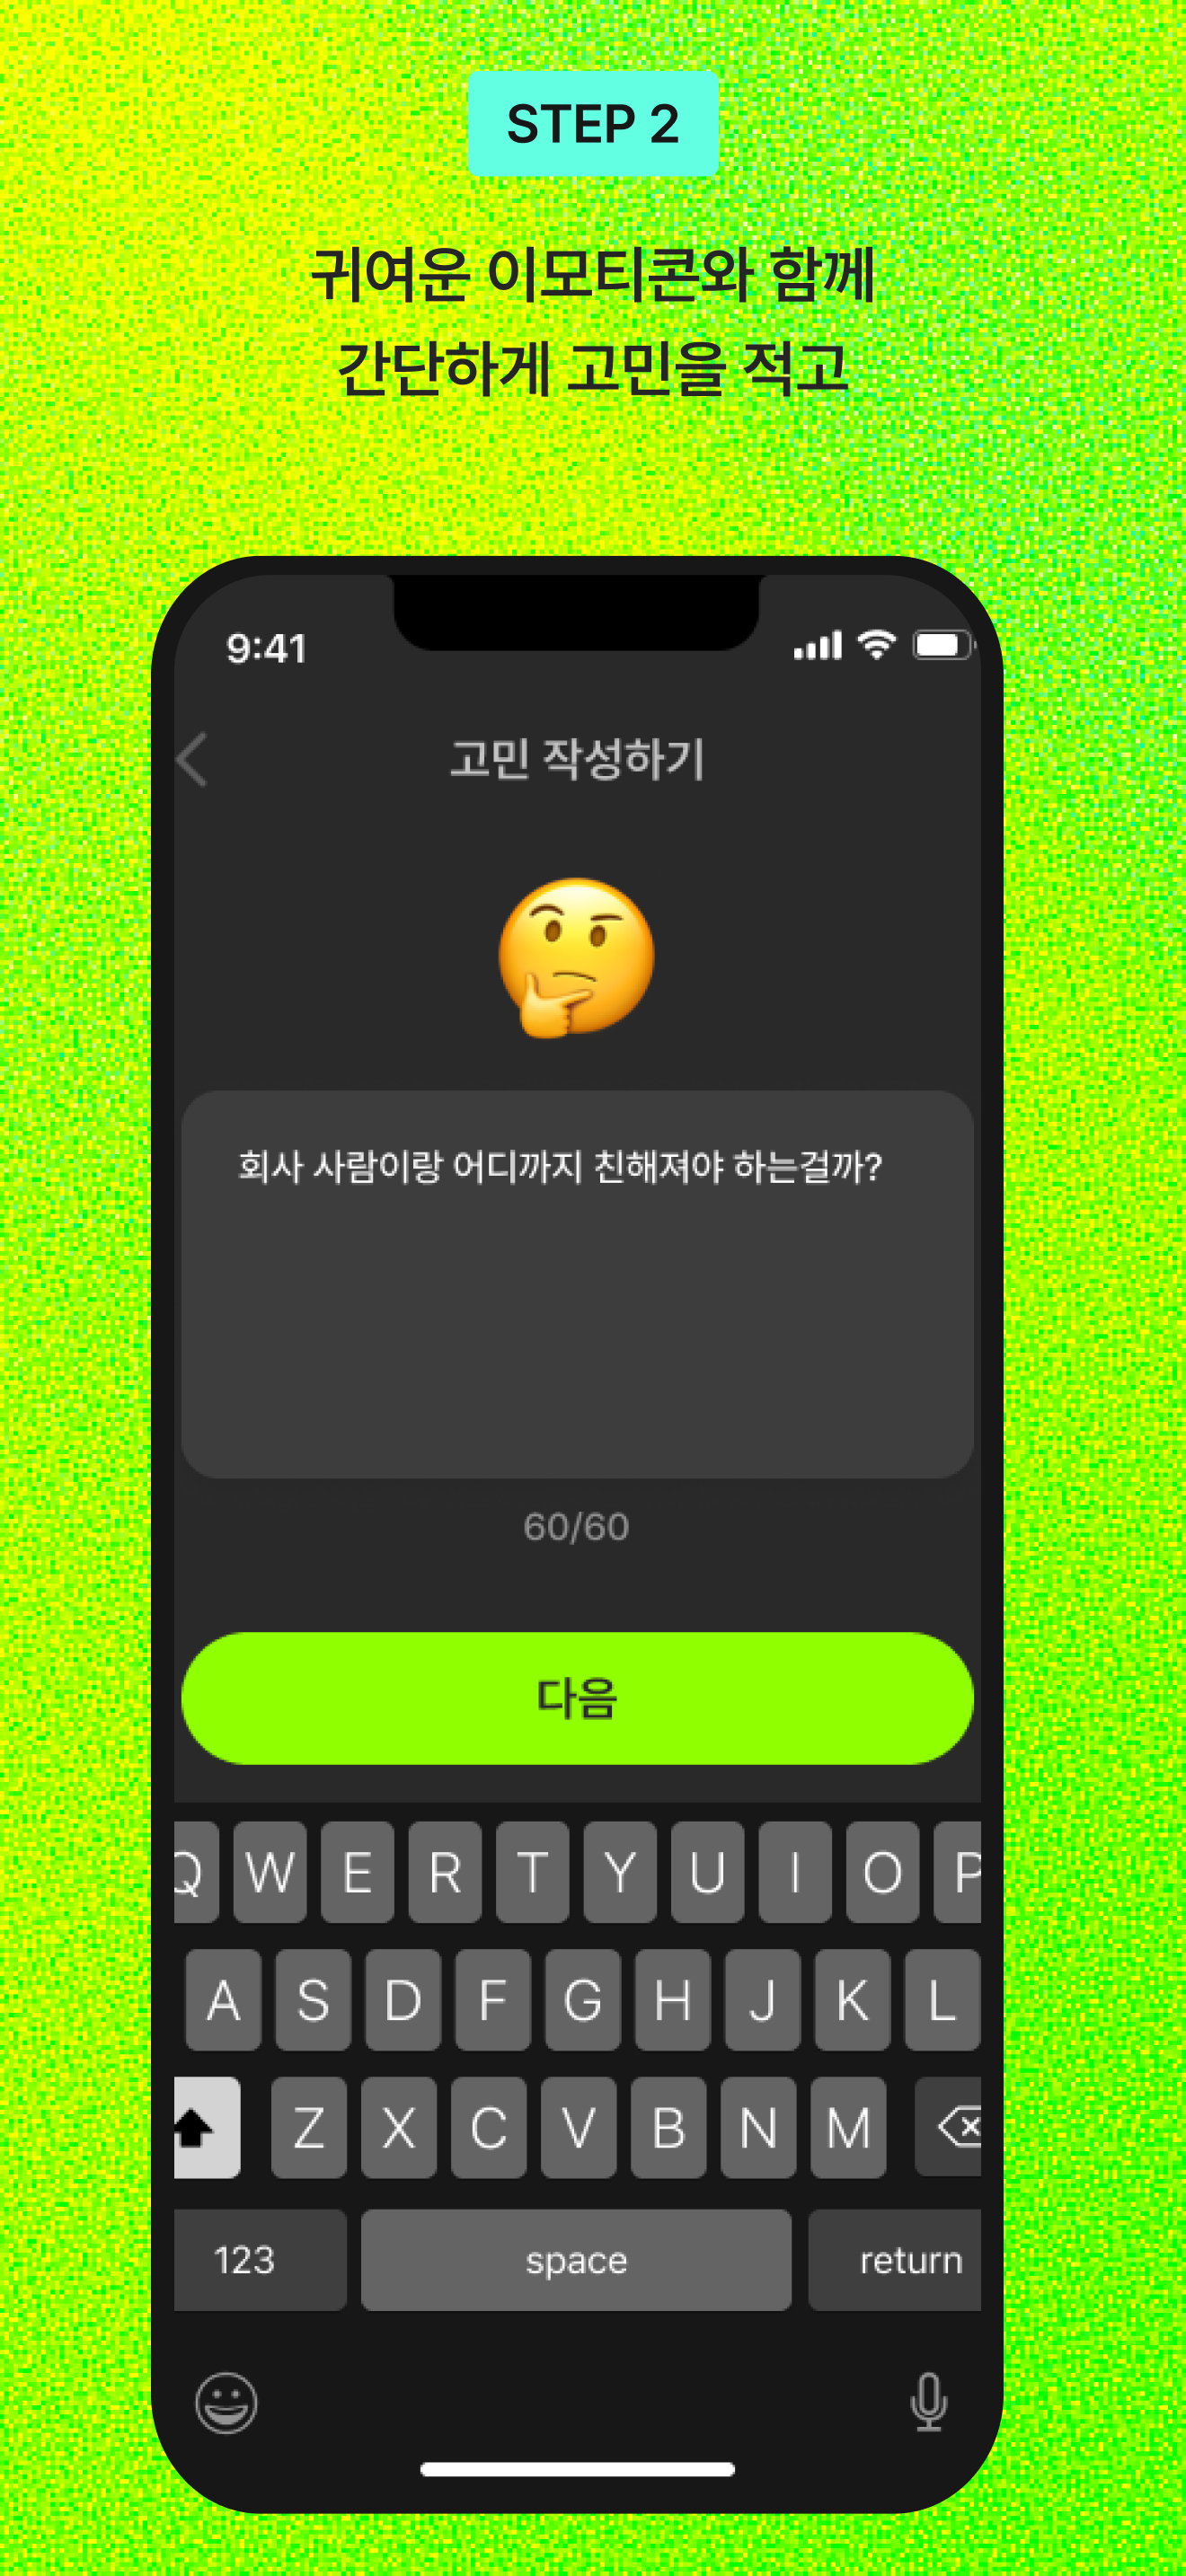 STEP 2
귀여운 이모티콘와 함께
간단하게 고민을 적고
9:41
고민 작성하기
회사 사람이랑 어디까지 친해져야 하는걸까?
60/60
다음
Q W E R T Y U I O P
A S D F G H J K L
Z X C V B N M
123 space return